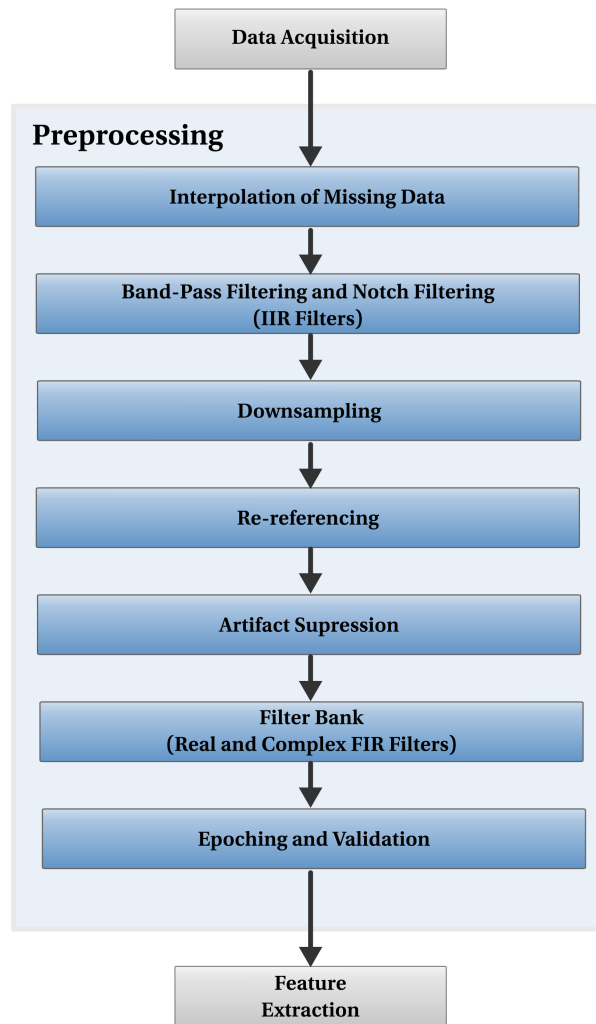 Data Acquisition
Preprocessing
Interpolation of Missing Data
Band-Pass Filtering and Notch Filtering
(IIR Filters)
Downsampling
Re-referencing
Artifact Supression
Filter Bank
(Real and Complex FIR Filters)
Epoching and Validation
Feature
Extraction